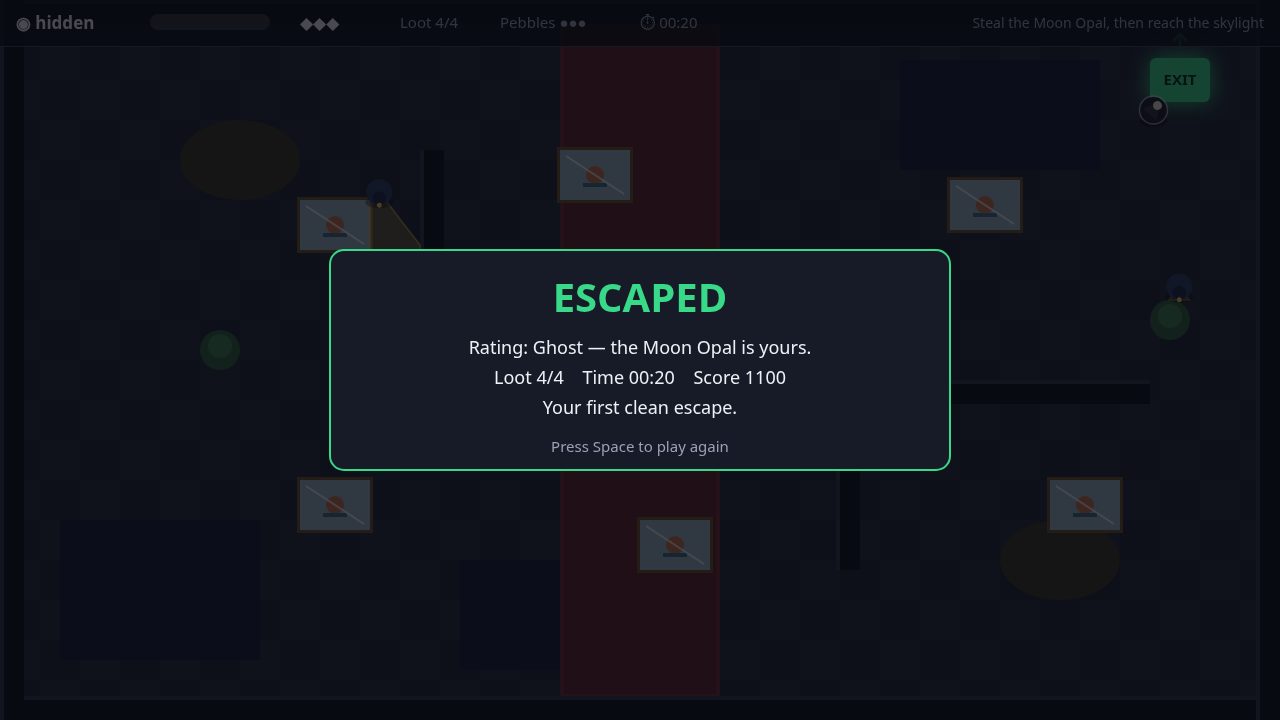 ◉ hidden ◆◆◆ Loot 4/4 Pebbles ●●● ⏱ 00:20 Steal the Moon Opal, then reach the skylight
EXIT
ESCAPED
Rating: Ghost — the Moon Opal is yours.
Loot 4/4 Time 00:20 Score 1100
Your first clean escape.
Press Space to play again